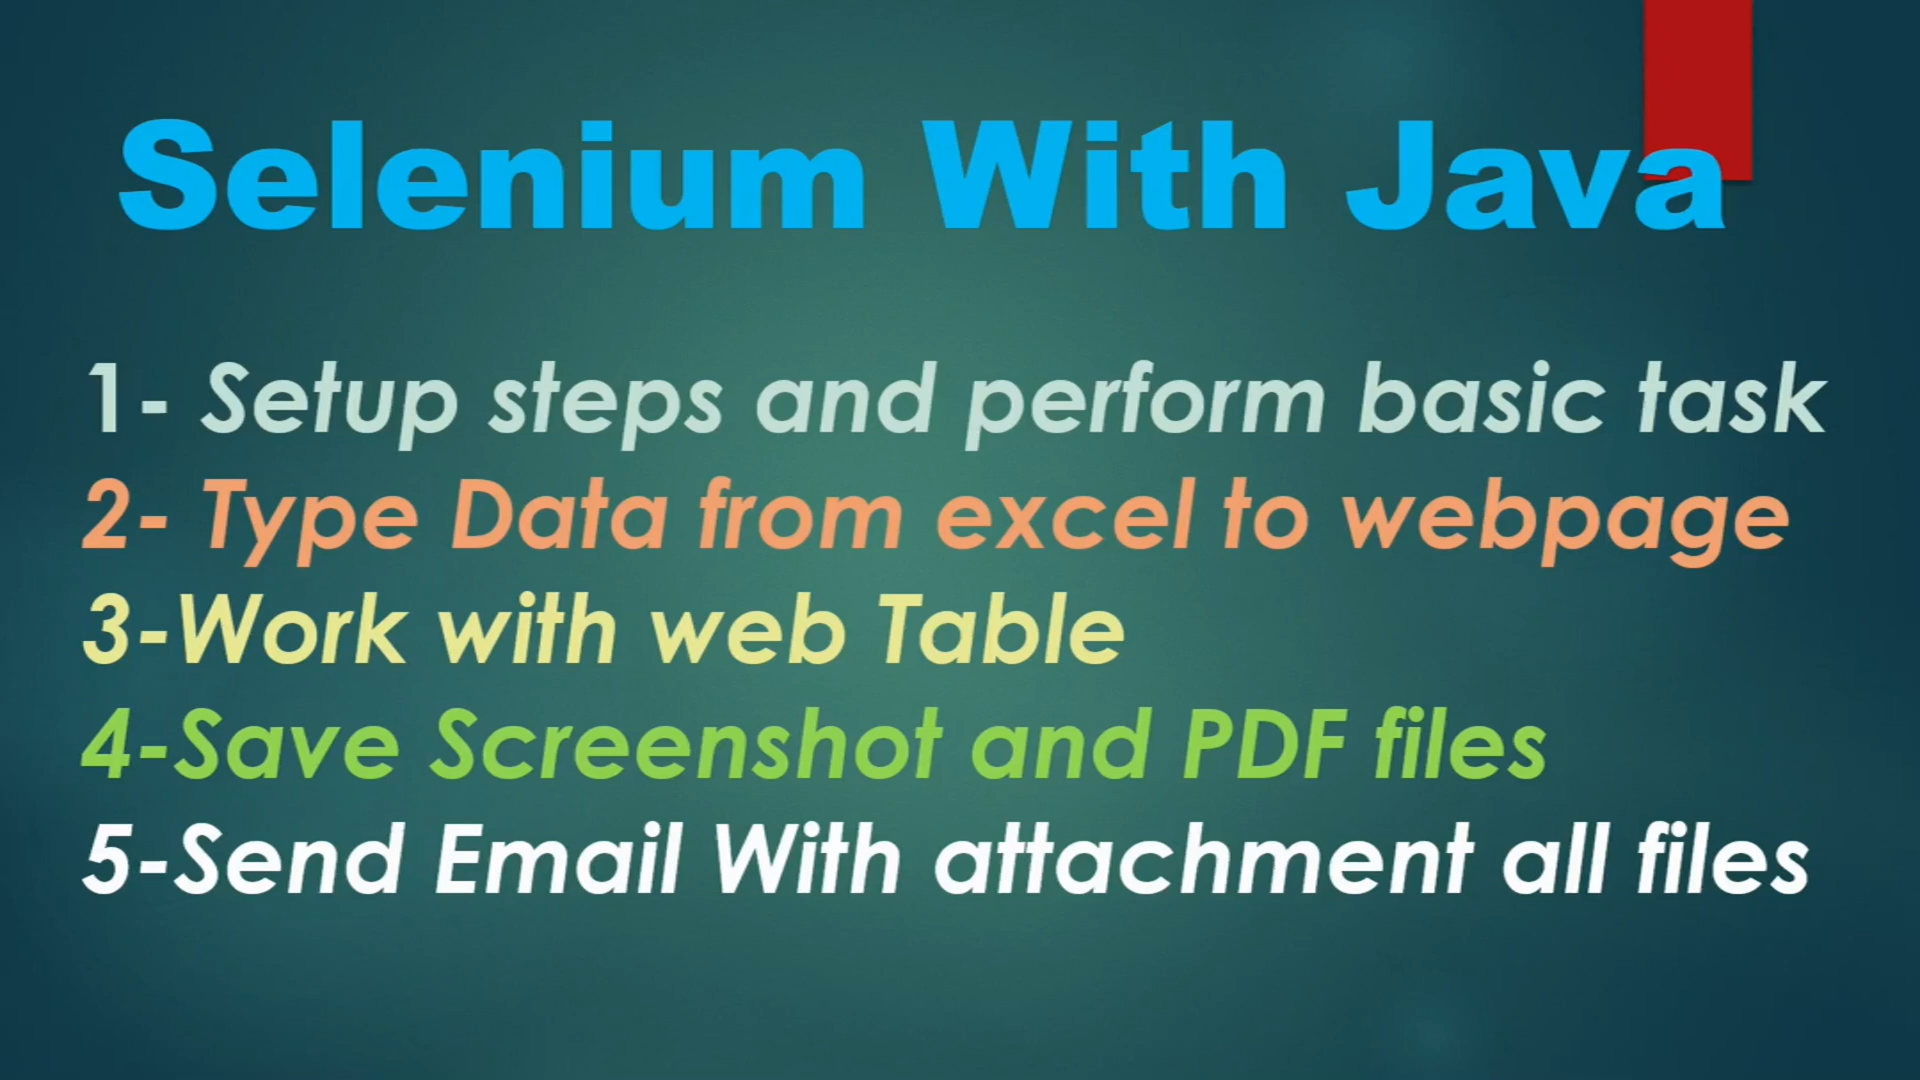 Selenium With Java
1- Setup steps and perform basic task
2- Type Data from excel to webpage
3-Work with web Table
4-Save Screenshot and PDF files
5-Send Email With attachment all files